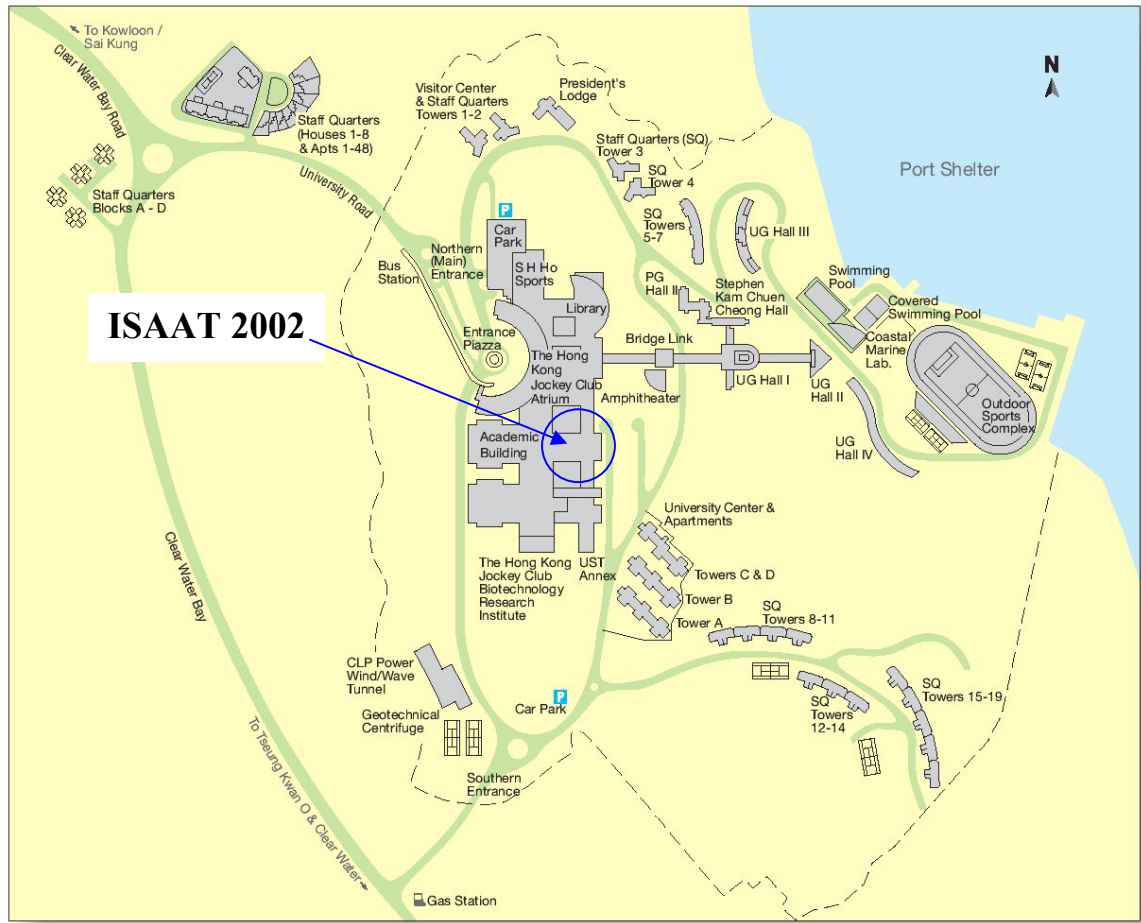 To Kowloon /
Sai Kung
Clear Water Bay Road
Staff Quarters
(Houses 1-8
& Apts 1-48)
Staff Quarters
Blocks A - D
University Road
Visitor Center
& Staff Quarters
Towers 1-2
President's
Lodge
Staff Quarters (SQ)
Tower 3
SQ
Tower 4
SQ
Towers
5-7
UG Hall III
N
Port Shelter
P
Car
Park
Northern
(Main)
Entrance
Bus
Station
S H Ho
Sports
Library
PG
Hall II
Stephen
Kam Chuen
Cheong Hall
Swimming
Pool
Covered
Swimming Pool
Coastal
Marine
Lab.
ISAAT 2002
Entrance
Piazza
The Hong
Kong
Jockey Club
Atrium
Bridge Link
Amphitheater
UG Hall I
UG
Hall II
Outdoor
Sports
Complex
UG
Hall IV
Academic
Building
University Center &
Apartments
The Hong Kong
Jockey Club
Biotechnology
Research
Institute
UST
Annex
Towers C & D
Tower B
Tower A
SQ
Towers 8-11
Clear Water Bay
CLP Power
Wind/Wave
Tunnel
Geotechnical
Centrifuge
P
Car Park
SQ
Towers
12-14
SQ
Towers 15-19
Southern
Entrance
To Tseung Kwan O & Clear Water
Gas Station